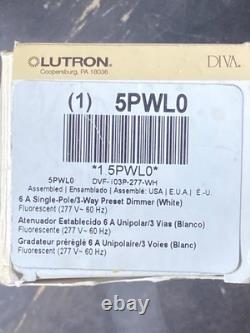 LUTRON. DIVA.
Coopersburg, PA 18036
(1) 5PWL0
*1 5PWL0*
5PWL0 DVF-103P-277-WH
Assembled | Ensamblado | Assemblé: USA | E.U.A. | E.-U.
6 A Single-Pole/3-Way Preset Dimmer (White)
Fluorescent (277 V~ 60 Hz)
Atenuador Establecido 6 A Unipolar/3 Vias (Blanco)
Fluorescent (277 V~ 60 Hz)
Gradateur préréglé 6 A Unipolaire/3 Voies (Blanc)
Fluorescent (277 V~ 60 Hz)